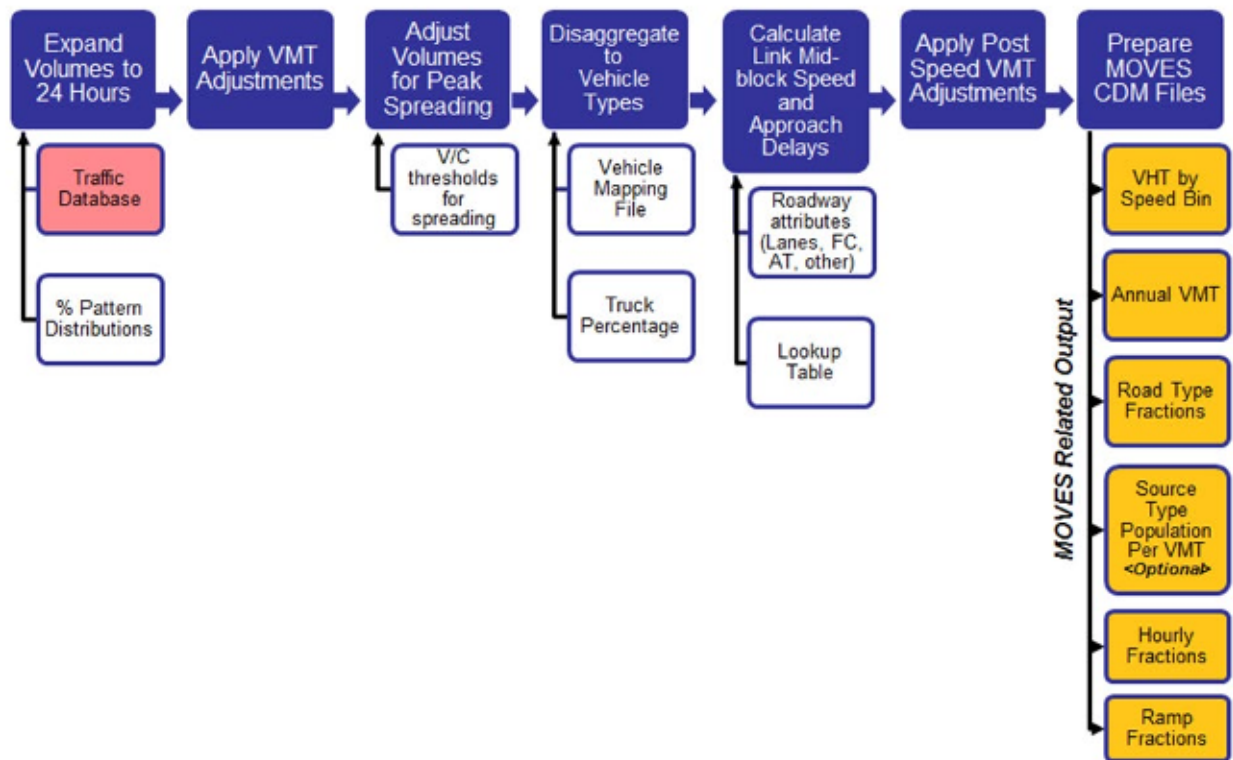 Expand
Volumes to
24 Hours
Apply VMT
Adjustments
Adjust
Volumes
for Peak
Spreading
Disaggregate
to
Vehicle
Types
Calculate
Link Mid-
block Speed
and
Approach
Delays
Apply Post
Speed VMT
Adjustments
Prepare
MOVES
CDM Files
Traffic
Database
% Pattern
Distributions
V/C
thresholds
for
spreading
Vehicle
Mapping
File
Truck
Percentage
Roadway
attributes
(Lanes, FC,
AT, other)
Lookup
Table
MOVES Related Output
VHT by
Speed Bin
Annual VMT
Road Type
Fractions
Source
Type
Population
Per VMT
<Optional>
Hourly
Fractions
Ramp
Fractions